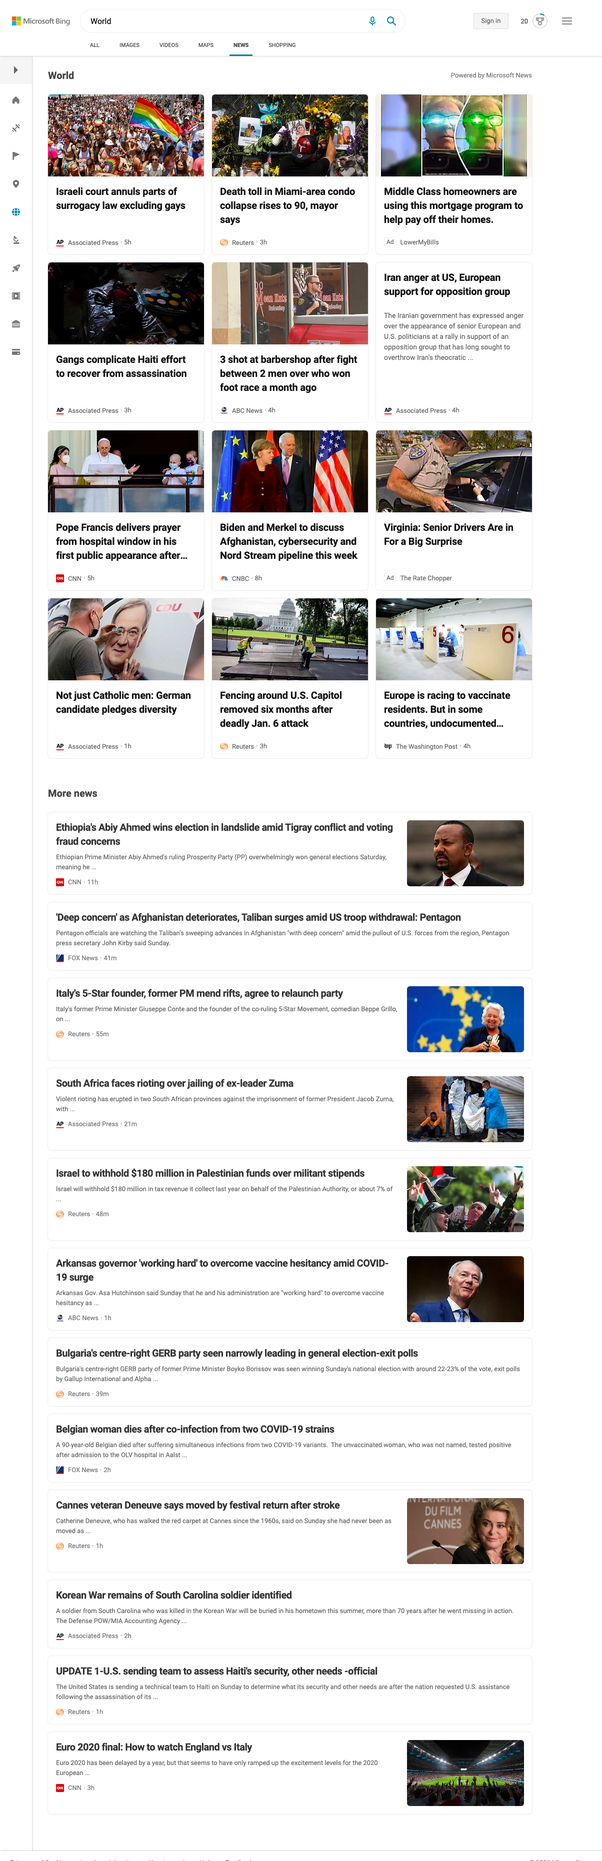 Microsoft Bing
World
Sign in
20
ALL
IMAGES
VIDEOS
MAPS
NEWS
SHOPPING
World
Powered by Microsoft News
Israeli court annuls parts of
surrogacy law excluding gays
AP Associated Press · 5h
Death toll in Miami-area condo
collapse rises to 90, mayor
says
Reuters · 3h
Middle Class homeowners are
using this mortgage program to
help pay off their homes.
Ad LowerMyBills
Gangs complicate Haiti effort
to recover from assassination
AP Associated Press · 3h
3 shot at barbershop after fight
between 2 men over who won
foot race a month ago
ABC News · 4h
Iran anger at US, European
support for opposition group
The Iranian government has expressed anger
over the appearance of senior European and
U.S. politicians at a rally in support of an
opposition group that has long sought to
overthrow Iran's theocratic ...
AP Associated Press · 4h
Pope Francis delivers prayer
from hospital window in his
first public appearance after...
CNN · 5h
Biden and Merkel to discuss
Afghanistan, cybersecurity and
Nord Stream pipeline this week
CNBC · 8h
Virginia: Senior Drivers Are in
For a Big Surprise
Ad The Rate Chopper
CDU
5
6
Not just Catholic men: German
candidate pledges diversity
AP Associated Press · 1h
Fencing around U.S. Capitol
removed six months after
deadly Jan. 6 attack
Reuters · 3h
Europe is racing to vaccinate
residents. But in some
countries, undocumented...
wp The Washington Post · 4h
More news
Ethiopia's Abiy Ahmed wins election in landslide amid Tigray conflict and voting
fraud concerns
Ethiopian Prime Minister Abiy Ahmed's ruling Prosperity Party (PP) overwhelmingly won general elections Saturday,
meaning he ...
CNN · 11h
'Deep concern' as Afghanistan deteriorates, Taliban surges amid US troop withdrawal: Pentagon
Pentagon officials are watching the Taliban's sweeping advances in Afghanistan "with deep concern" amid the pullout of U.S. forces from the region, Pentagon
press secretary John Kirby said Sunday.
FOX News · 41m
Italy's 5-Star founder, former PM mend rifts, agree to relaunch party
Italy's former Prime Minister Giuseppe Conte and the founder of the co-ruling 5-Star Movement, comedian Beppe Grillo,
on ...
Reuters · 55m
South Africa faces rioting over jailing of ex-leader Zuma
Violent rioting has erupted in two South African provinces against the imprisonment of former President Jacob Zuma,
with ...
AP Associated Press · 21m
Israel to withhold $180 million in Palestinian funds over militant stipends
Israel will withhold $180 million in tax revenue it collect last year on behalf of the Palestinian Authority, or about 7% of
...
Reuters · 48m
Arkansas governor 'working hard' to overcome vaccine hesitancy amid COVID-
19 surge
Arkansas Gov. Asa Hutchinson said Sunday that he and his administration are "working hard" to overcome vaccine
hesitancy as ...
ABC News · 1h
Bulgaria's centre-right GERB party seen narrowly leading in general election-exit polls
Bulgaria's centre-right GERB party of former Prime Minister Boyko Borissov was seen winning Sunday's national election with around 22-23% of the vote, exit polls
by Gallup International and Alpha ...
Reuters · 39m
Belgian woman dies after co-infection from two COVID-19 strains
A 90-year-old Belgian died after suffering simultaneous infections from two COVID-19 variants. The unvaccinated woman, who was not named, tested positive
after admission to the OLV hospital in Aalst ...
FOX News · 2h
Cannes veteran Deneuve says moved by festival return after stroke
Catherine Deneuve, who has walked the red carpet at Cannes since the 1960s, said on Sunday she had never been as
moved as ...
Reuters · 1h
DU FILM
CANNES
Korean War remains of South Carolina soldier identified
A soldier from South Carolina who was killed in the Korean War will be buried in his hometown this summer, more than 70 years after he went missing in action.
The Defense POW/MIA Accounting Agency ...
AP Associated Press · 2h
UPDATE 1-U.S. sending team to assess Haiti's security, other needs -official
The United States is sending a technical team to Haiti on Sunday to determine what its security and other needs are after the nation requested U.S. assistance
following the assassination of its ...
Reuters · 1h
Euro 2020 final: How to watch England vs Italy
Euro 2020 has been delayed by a year, but that seems to have only ramped up the excitement levels for the 2020
European ...
CNN · 3h